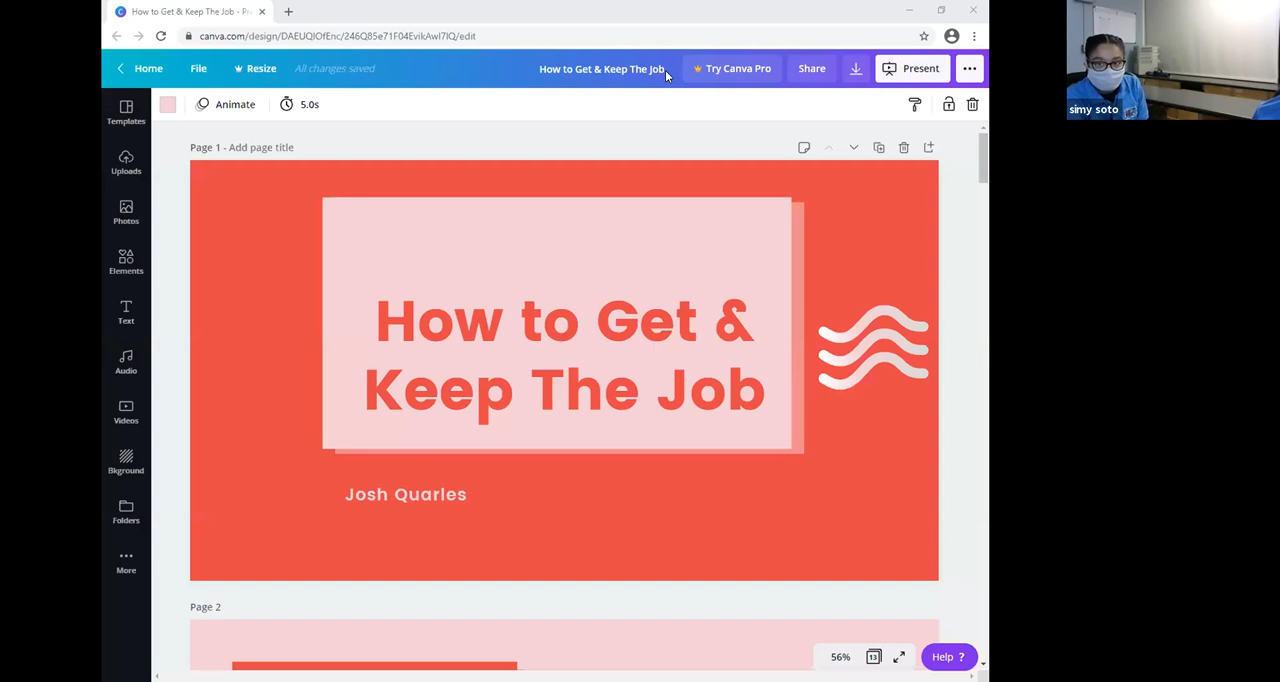 How to Get & Keep The Job - Pr
canva.com/design/DAEUQIOfEnc/246Q85e71F04EvikAwI7IQ/edit
Home
File
Resize
All changes saved
How to Get & Keep The Job
Try Canva Pro
Share
Present
Animate
5.0s
Templates
Uploads
Photos
Elements
Text
Audio
Videos
Bkground
Folders
More
Page 1 - Add page title
How to Get &
Keep The Job
Josh Quarles
Page 2
56%
13
Help ?
simy soto